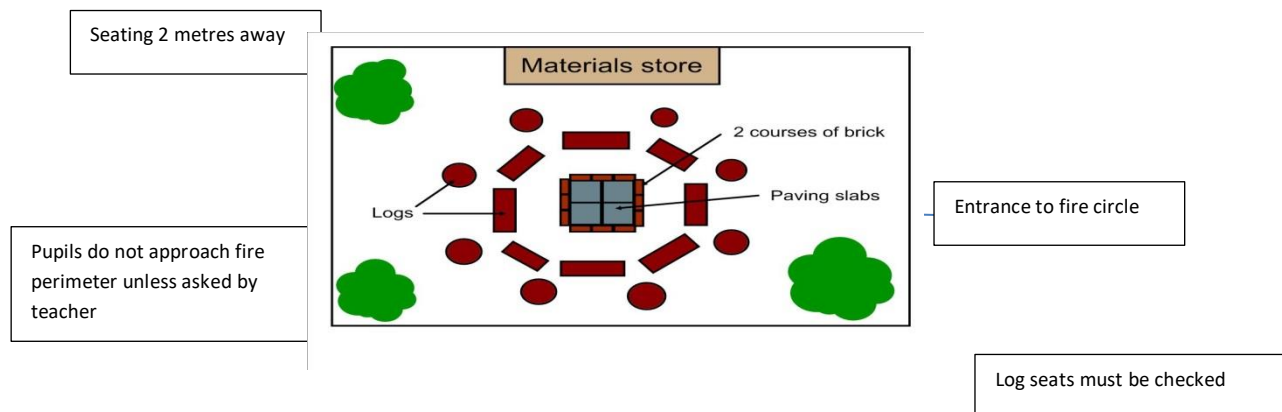 Seating 2 metres away
Materials store
2 courses of brick
Paving slabs
Logs
Entrance to fire circle
Pupils do not approach fire
perimeter unless asked by
teacher
Log seats must be checked